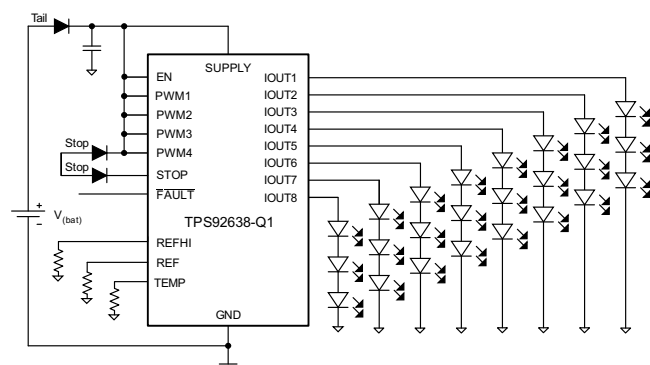 Tail
SUPPLY
EN
PWM1
PWM2
PWM3
PWM4
Stop
Stop
STOP
FAULT
TPS92638-Q1
V(bat)
+
−
REFHI
REF
TEMP
GND
IOUT1
IOUT2
IOUT3
IOUT4
IOUT5
IOUT6
IOUT7
IOUT8